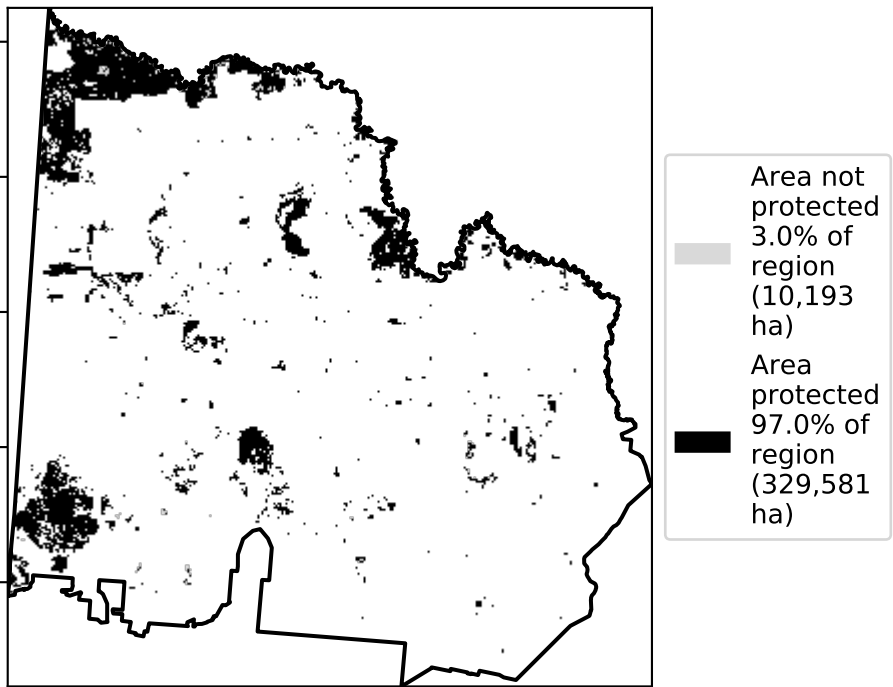 Area not
protected
3.0% of
region
(10,193
ha)
Area
protected
97.0% of
region
(329,581
ha)